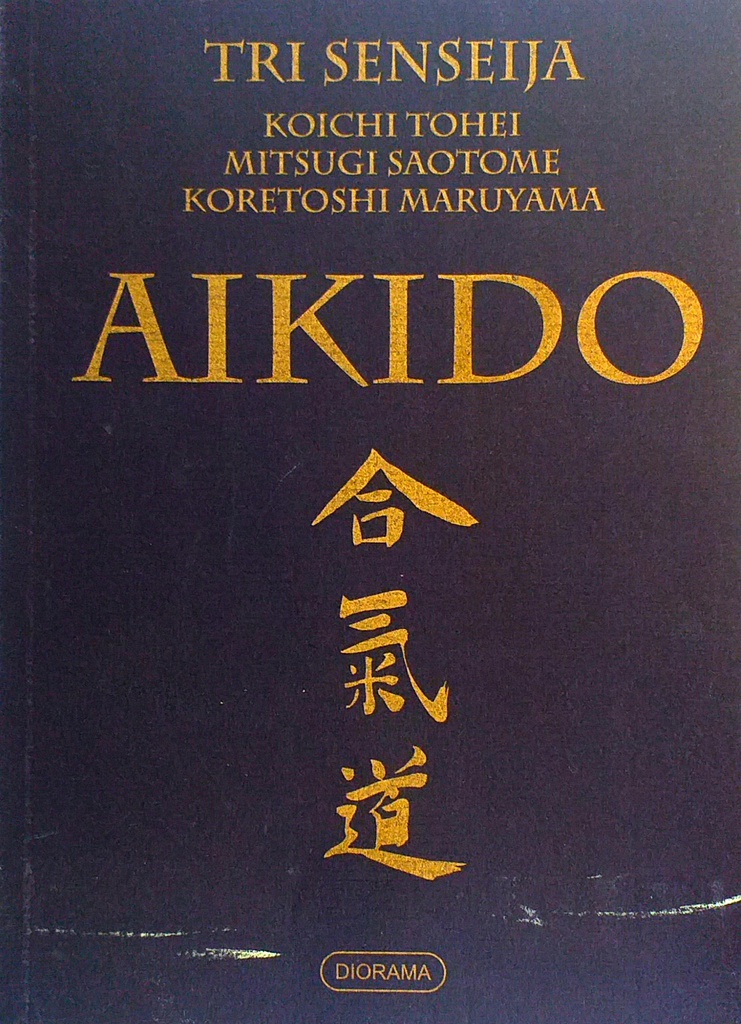 TRI SENSEIJA
KOICHI TOHEI
MITSUGI SAOTOME
KORETOSHI MARUYAMA
AIKIDO
合
氣
道
DIORAMA